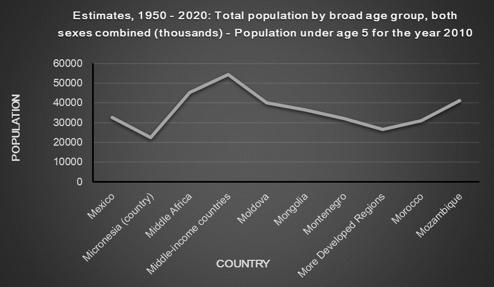 Estimates, 1950 - 2020: Total population by broad age group, both
sexes combined (thousands) - Population under age 5 for the year 2010
POPULATION
60000
50000
40000
30000
20000
10000
0
Mexico
Micronesia (country)
Middle Africa
Middle-income countries
Moldova
Mongolia
Montenegro
More Developed Regions
Morocco
Mozambique
COUNTRY